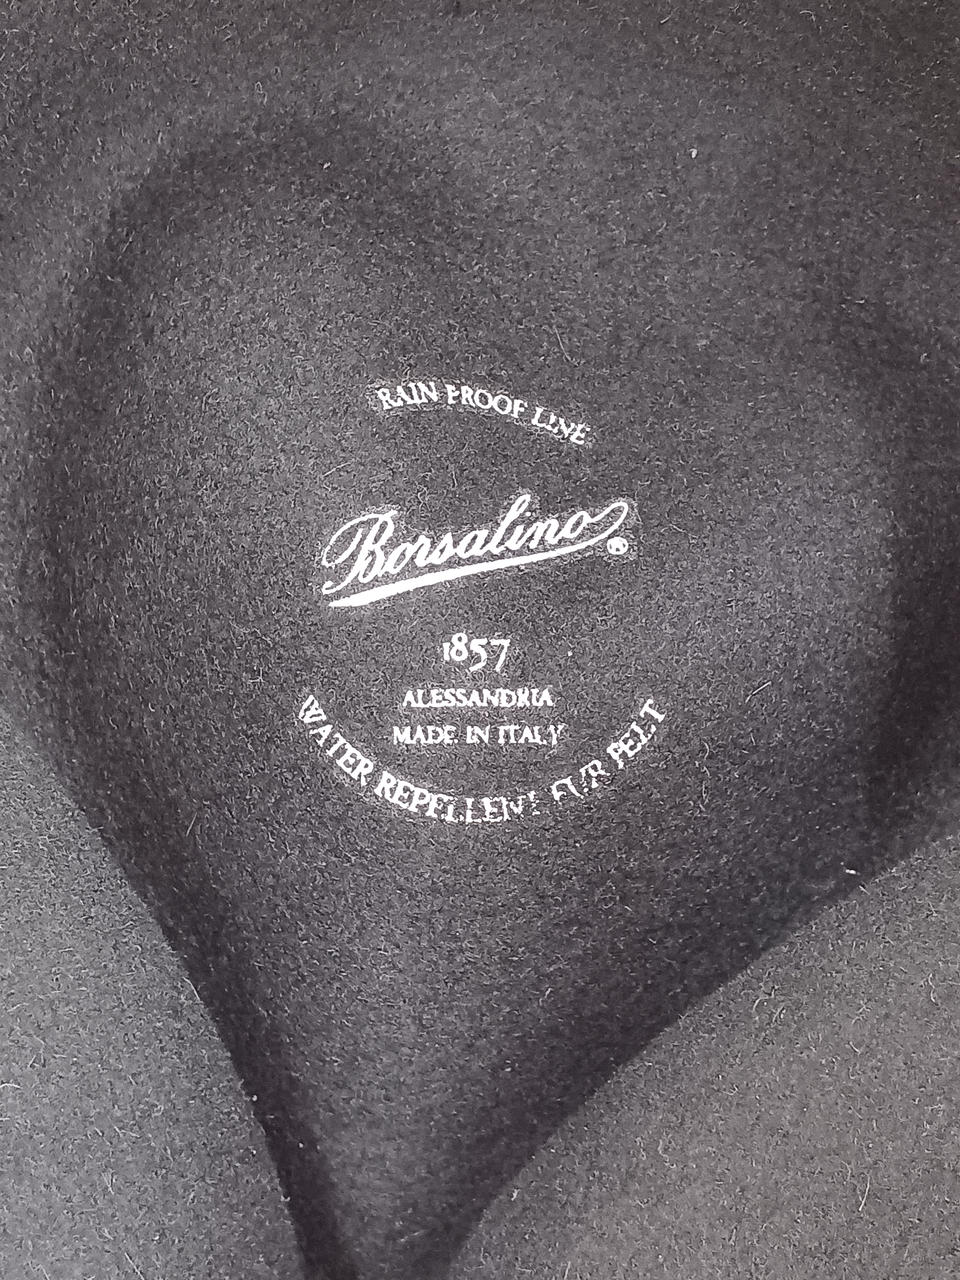 RAIN PROOF LINE
Borsalino®
1857
ALESSANDRIA
MADE IN ITALY
WATER REPELLENT FUR FELT